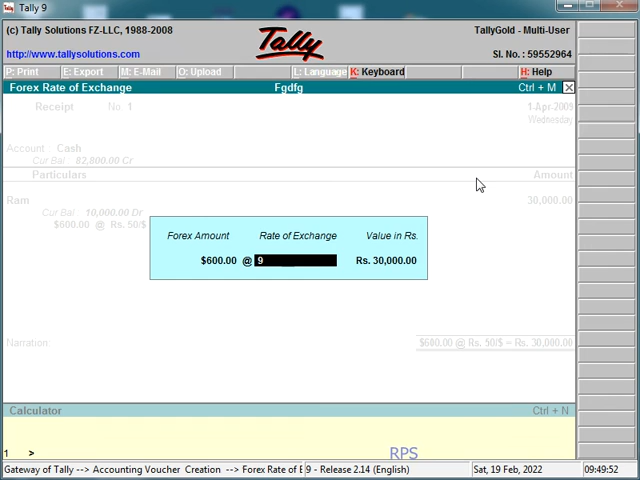 Tally 9
(c) Tally Solutions FZ-LLC, 1988-2008
http://www.tallysolutions.com
Tally
TallyGold - Multi-User
Sl. No. : 59552964
P: Print E: Export M: E-Mail O: Upload L: Language K: Keyboard H: Help
Forex Rate of Exchange Fgdfg Ctrl + M
Receipt No 1 1-Apr-2009
Wednesday
Account : Cash
Cur Bal : 82,800.00 Cr
Particulars Amount
Ram 30,000.00
Cur Bal : 10,000.00 Dr
$600.00 @ Rs. 50/$
Forex Amount Rate of Exchange Value in Rs.
$600.00 @ 9 Rs. 30,000.00
Narration $600.00 @ Rs. 50/$ = Rs. 30,000.00
Calculator Ctrl + N
1 >
RPS
Gateway of Tally --> Accounting Voucher Creation --> Forex Rate of E 9 - Release 2.14 (English) Sat, 19 Feb, 2022 09:49:52